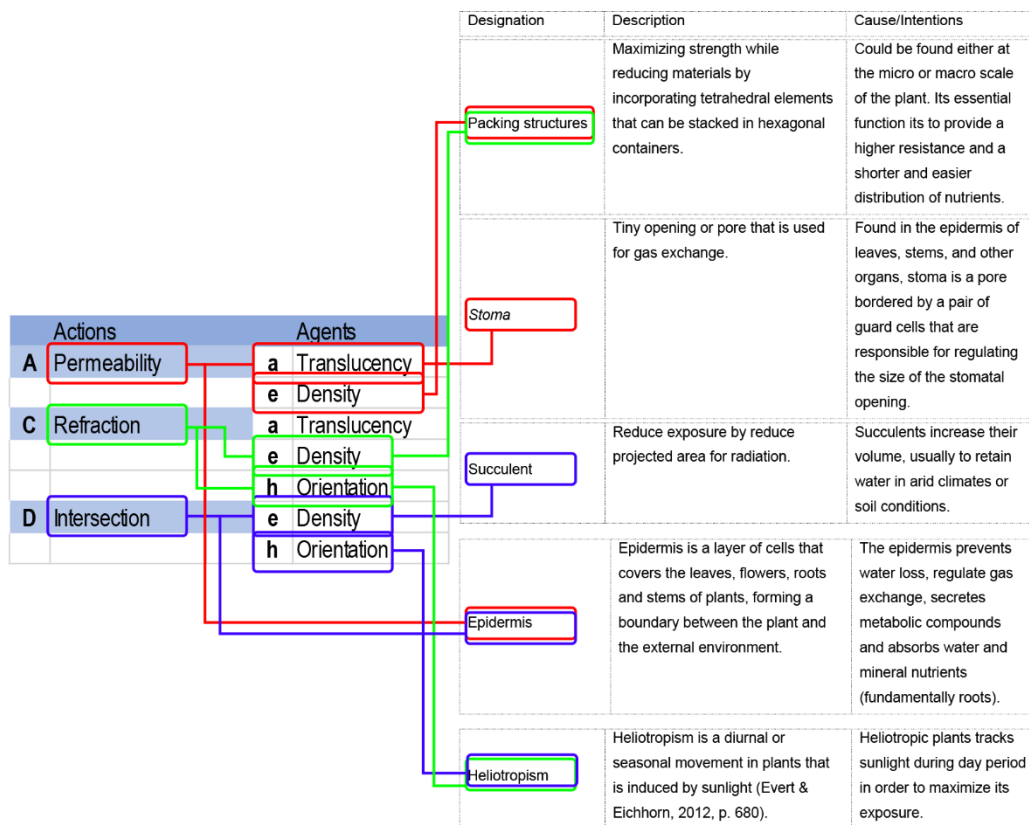 Designation Description Cause/Intentions
Packing structures
Maximizing strength while
reducing materials by
incorporating tetrahedral elements
that can be stacked in hexagonal
containers.
Could be found either at
the micro or macro scale
of the plant. Its essential
function its to provide a
higher resistance and a
shorter and easier
distribution of nutrients.
Stoma
Tiny opening or pore that is used
for gas exchange.
Found in the epidermis of
leaves, stems, and other
organs, stoma is a pore
bordered by a pair of
guard cells that are
responsible for regulating
the size of the stomatal
opening.
Actions Agents
A Permeability a Translucency
e Density
C Refraction a Translucency
e Density
h Orientation
D Intersection e Density
h Orientation
Succulent
Reduce exposure by reduce
projected area for radiation.
Succulents increase their
volume, usually to retain
water in arid climates or
soil conditions.
Epidermis
Epidermis is a layer of cells that
covers the leaves, flowers, roots
and stems of plants, forming a
boundary between the plant and
the external environment.
The epidermis prevents
water loss, regulate gas
exchange, secretes
metabolic compounds
and absorbs water and
mineral nutrients
(fundamentally roots).
Heliotropism
Heliotropism is a diurnal or
seasonal movement in plants that
is induced by sunlight (Evert &
Eichhorn, 2012, p. 680).
Heliotropic plants tracks
sunlight during day period
in order to maximize its
exposure.